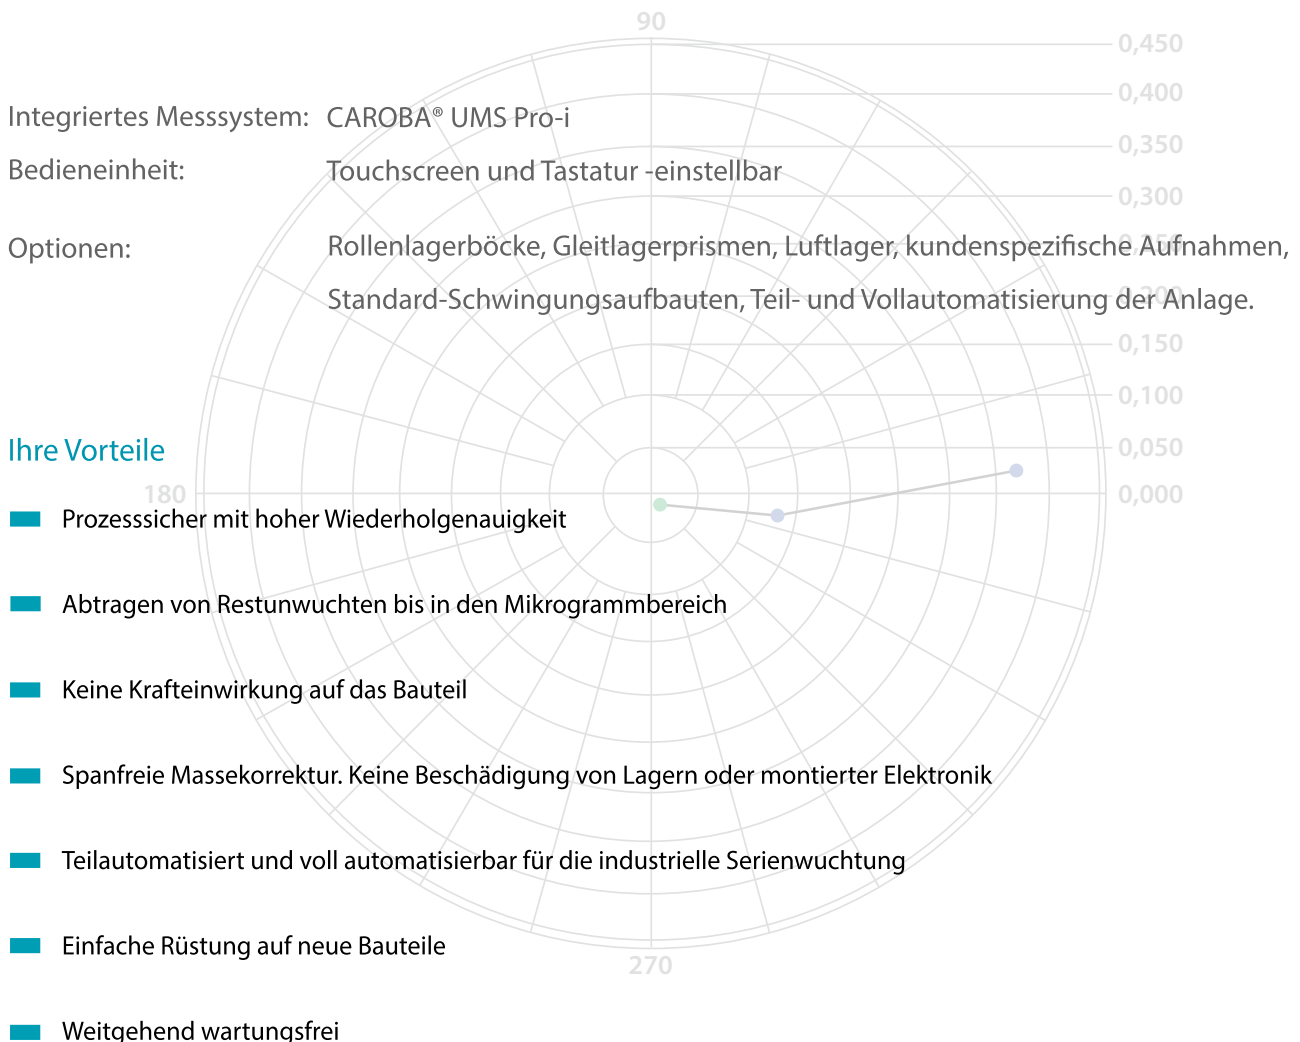 90
0,450
0,400
Integriertes Messsystem: CAROBA® UMS Pro-i
0,350
Bedieneinheit: Touchscreen und Tastatur -einstellbar
0,300
Optionen: Rollenlagerböcke, Gleitlagerprismen, Luftlager, kundenspezifische Aufnahmen,
0,250
Standard-Schwingungsaufbauten, Teil- und Vollautomatisierung der Anlage.
0,200
0,150
0,100
Ihre Vorteile
0,050
180
0,000
Prozesssicher mit hoher Wiederholgenauigkeit
Abtragen von Restunwuchten bis in den Mikrogrammbereich
Keine Krafteinwirkung auf das Bauteil
Spanfreie Massekorrektur. Keine Beschädigung von Lagern oder montierter Elektronik
Teilautomatisiert und voll automatisierbar für die industrielle Serienwuchtung
Einfache Rüstung auf neue Bauteile
270
Weitgehend wartungsfrei